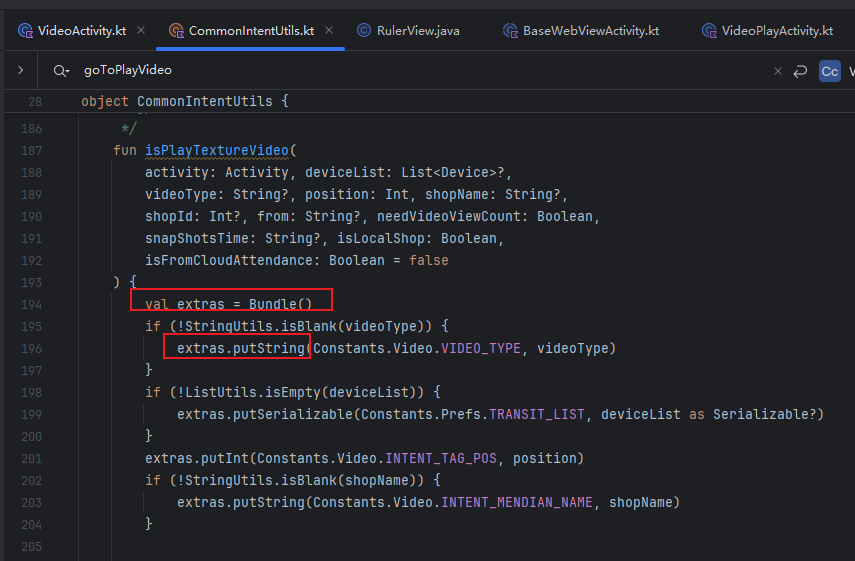 VideoActivity.kt CommonIntentUtils.kt RulerView.java BaseWebViewActivity.kt VideoPlayActivity.kt
goToPlayVideo Cc
28 object CommonIntentUtils {
186 */
187 fun isPlayTextureVideo(
188 activity: Activity, deviceList: List<Device>?,
189 videoType: String?, position: Int, shopName: String?,
190 shopId: Int?, from: String?, needVideoViewCount: Boolean,
191 snapShotsTime: String?, isLocalShop: Boolean,
192 isFromCloudAttendance: Boolean = false
193 ) {
194 val extras = Bundle()
195 if (!StringUtils.isBlank(videoType)) {
196 extras.putString(Constants.Video.VIDEO_TYPE, videoType)
197 }
198 if (!ListUtils.isEmpty(deviceList)) {
199 extras.putSerializable(Constants.Prefs.TRANSIT_LIST, deviceList as Serializable?)
200 }
201 extras.putInt(Constants.Video.INTENT_TAG_POS, position)
202 if (!StringUtils.isBlank(shopName)) {
203 extras.putString(Constants.Video.INTENT_MENDIAN_NAME, shopName)
204 }
205